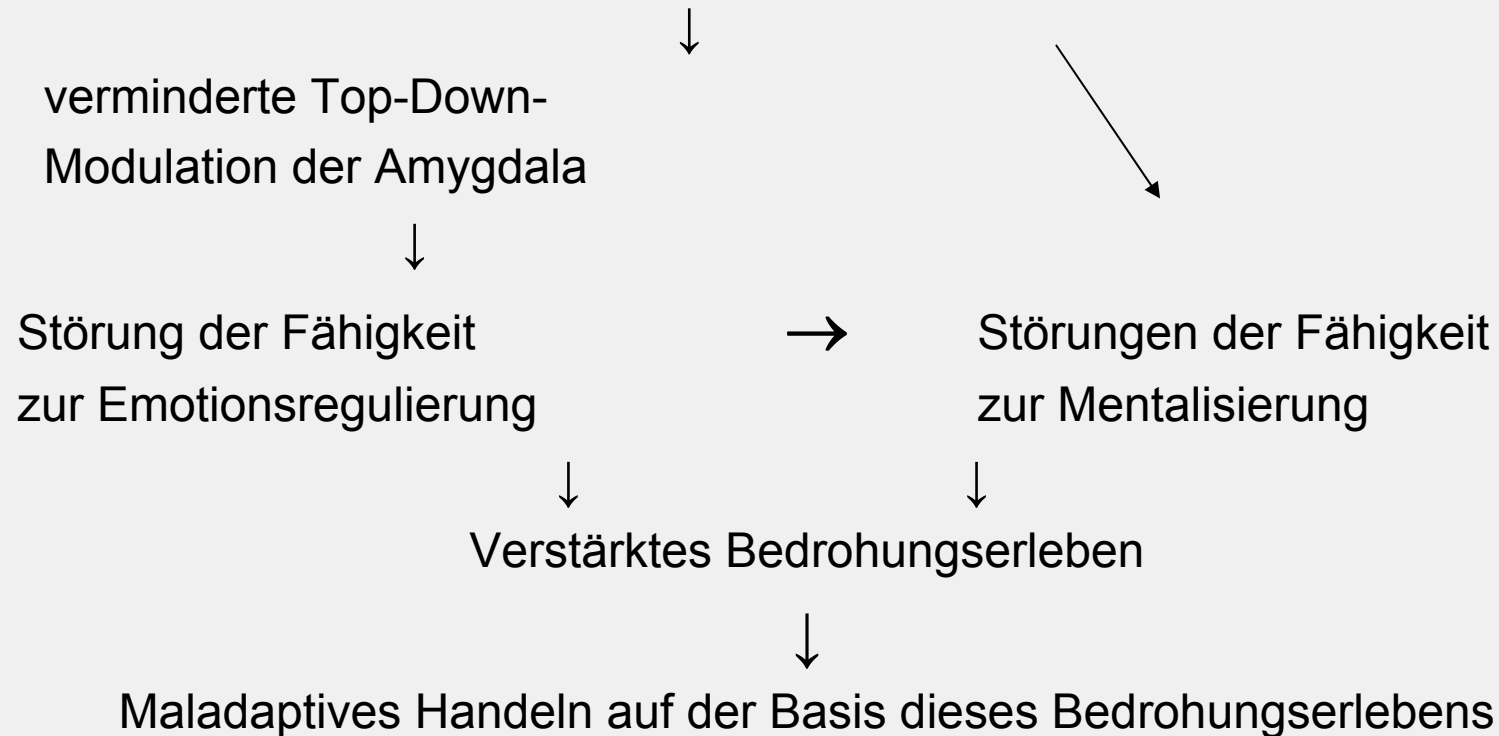 ↓
verminderte Top-Down-
Modulation der Amygdala
↓
Störung der Fähigkeit → Störungen der Fähigkeit
zur Emotionsregulierung zur Mentalisierung
↓ ↓
Verstärktes Bedrohungserleben
↓
Maladaptives Handeln auf der Basis dieses Bedrohungserlebens